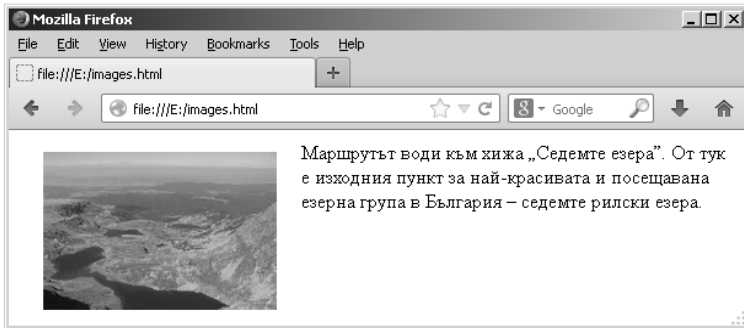 Mozilla Firefox
File Edit View History Bookmarks Tools Help
file:///E:/images.html
file:///E:/images.html
8 Google
Маршрутът води към хижа „Седемте езера”. От тук
е изходния пункт за най-красивата и посещавана
езерна група в България – седемте рилски езера.